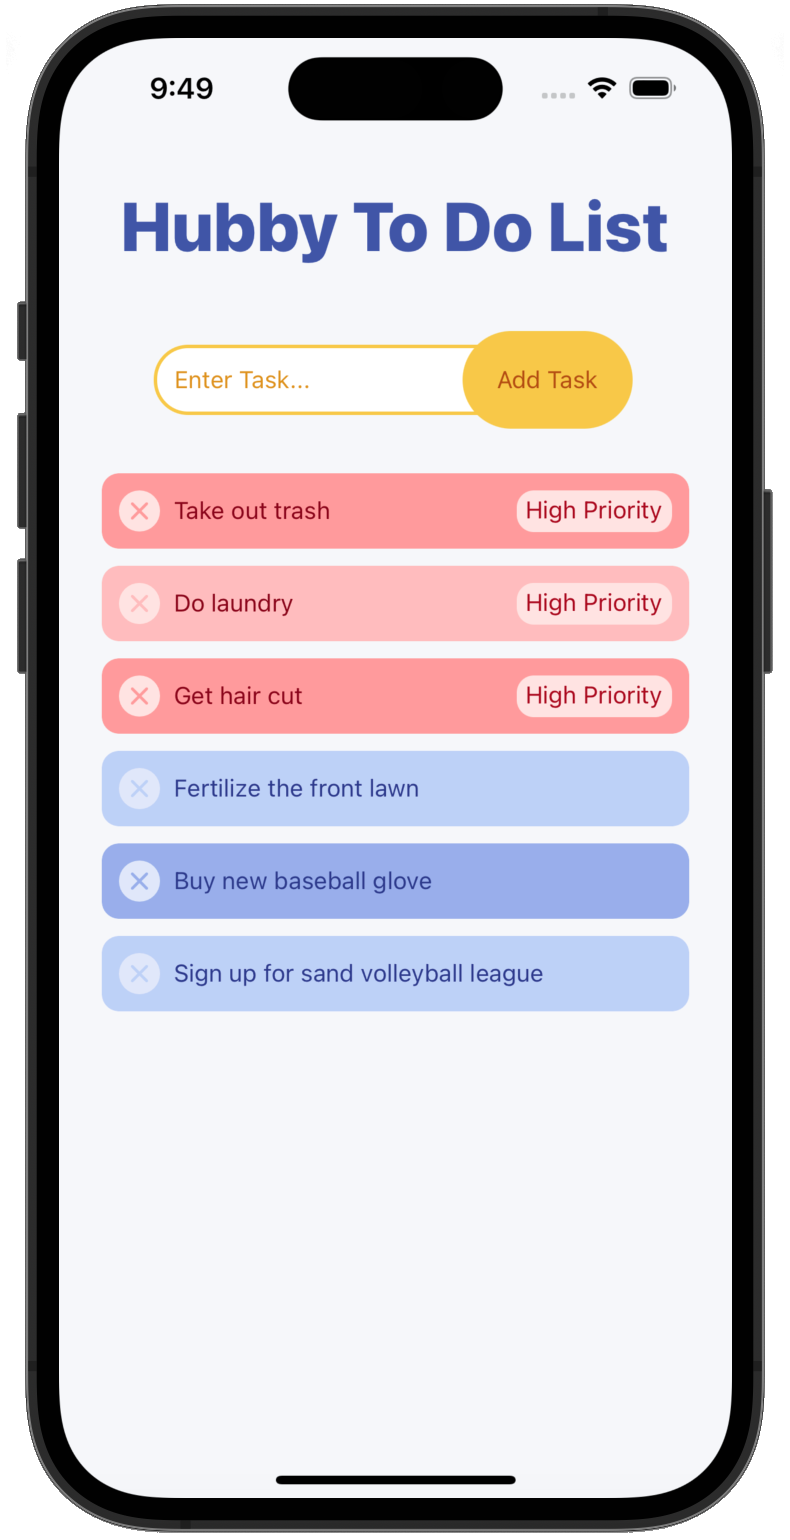 9:49
Hubby To Do List
Enter Task...
Add Task
Take out trash
High Priority
Do laundry
High Priority
Get hair cut
High Priority
Fertilize the front lawn
Buy new baseball glove
Sign up for sand volleyball league